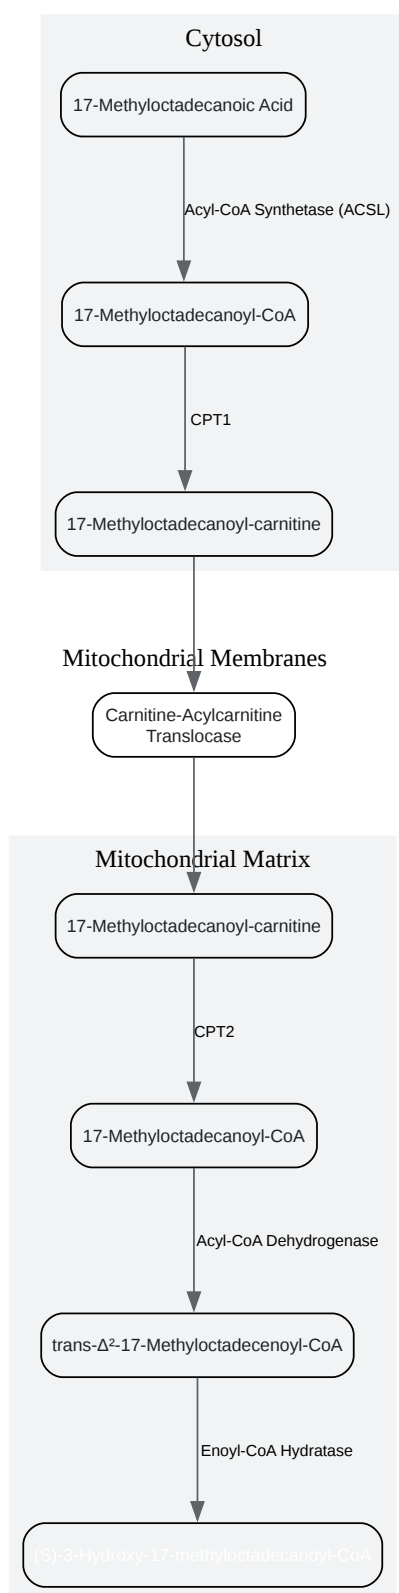 Cytosol
17-Methyloctadecanoic Acid
Acyl-CoA Synthetase (ACSL)
17-Methyloctadecanoyl-CoA
CPT1
17-Methyloctadecanoyl-carnitine
Mitochondrial Membranes
Carnitine-Acylcarnitine
Translocase
Mitochondrial Matrix
17-Methyloctadecanoyl-carnitine
CPT2
17-Methyloctadecanoyl-CoA
Acyl-CoA Dehydrogenase
trans-Δ²-17-Methyloctadecenoyl-CoA
Enoyl-CoA Hydratase
(S)-3-Hydroxy-17-methyloctadecanoyl-CoA